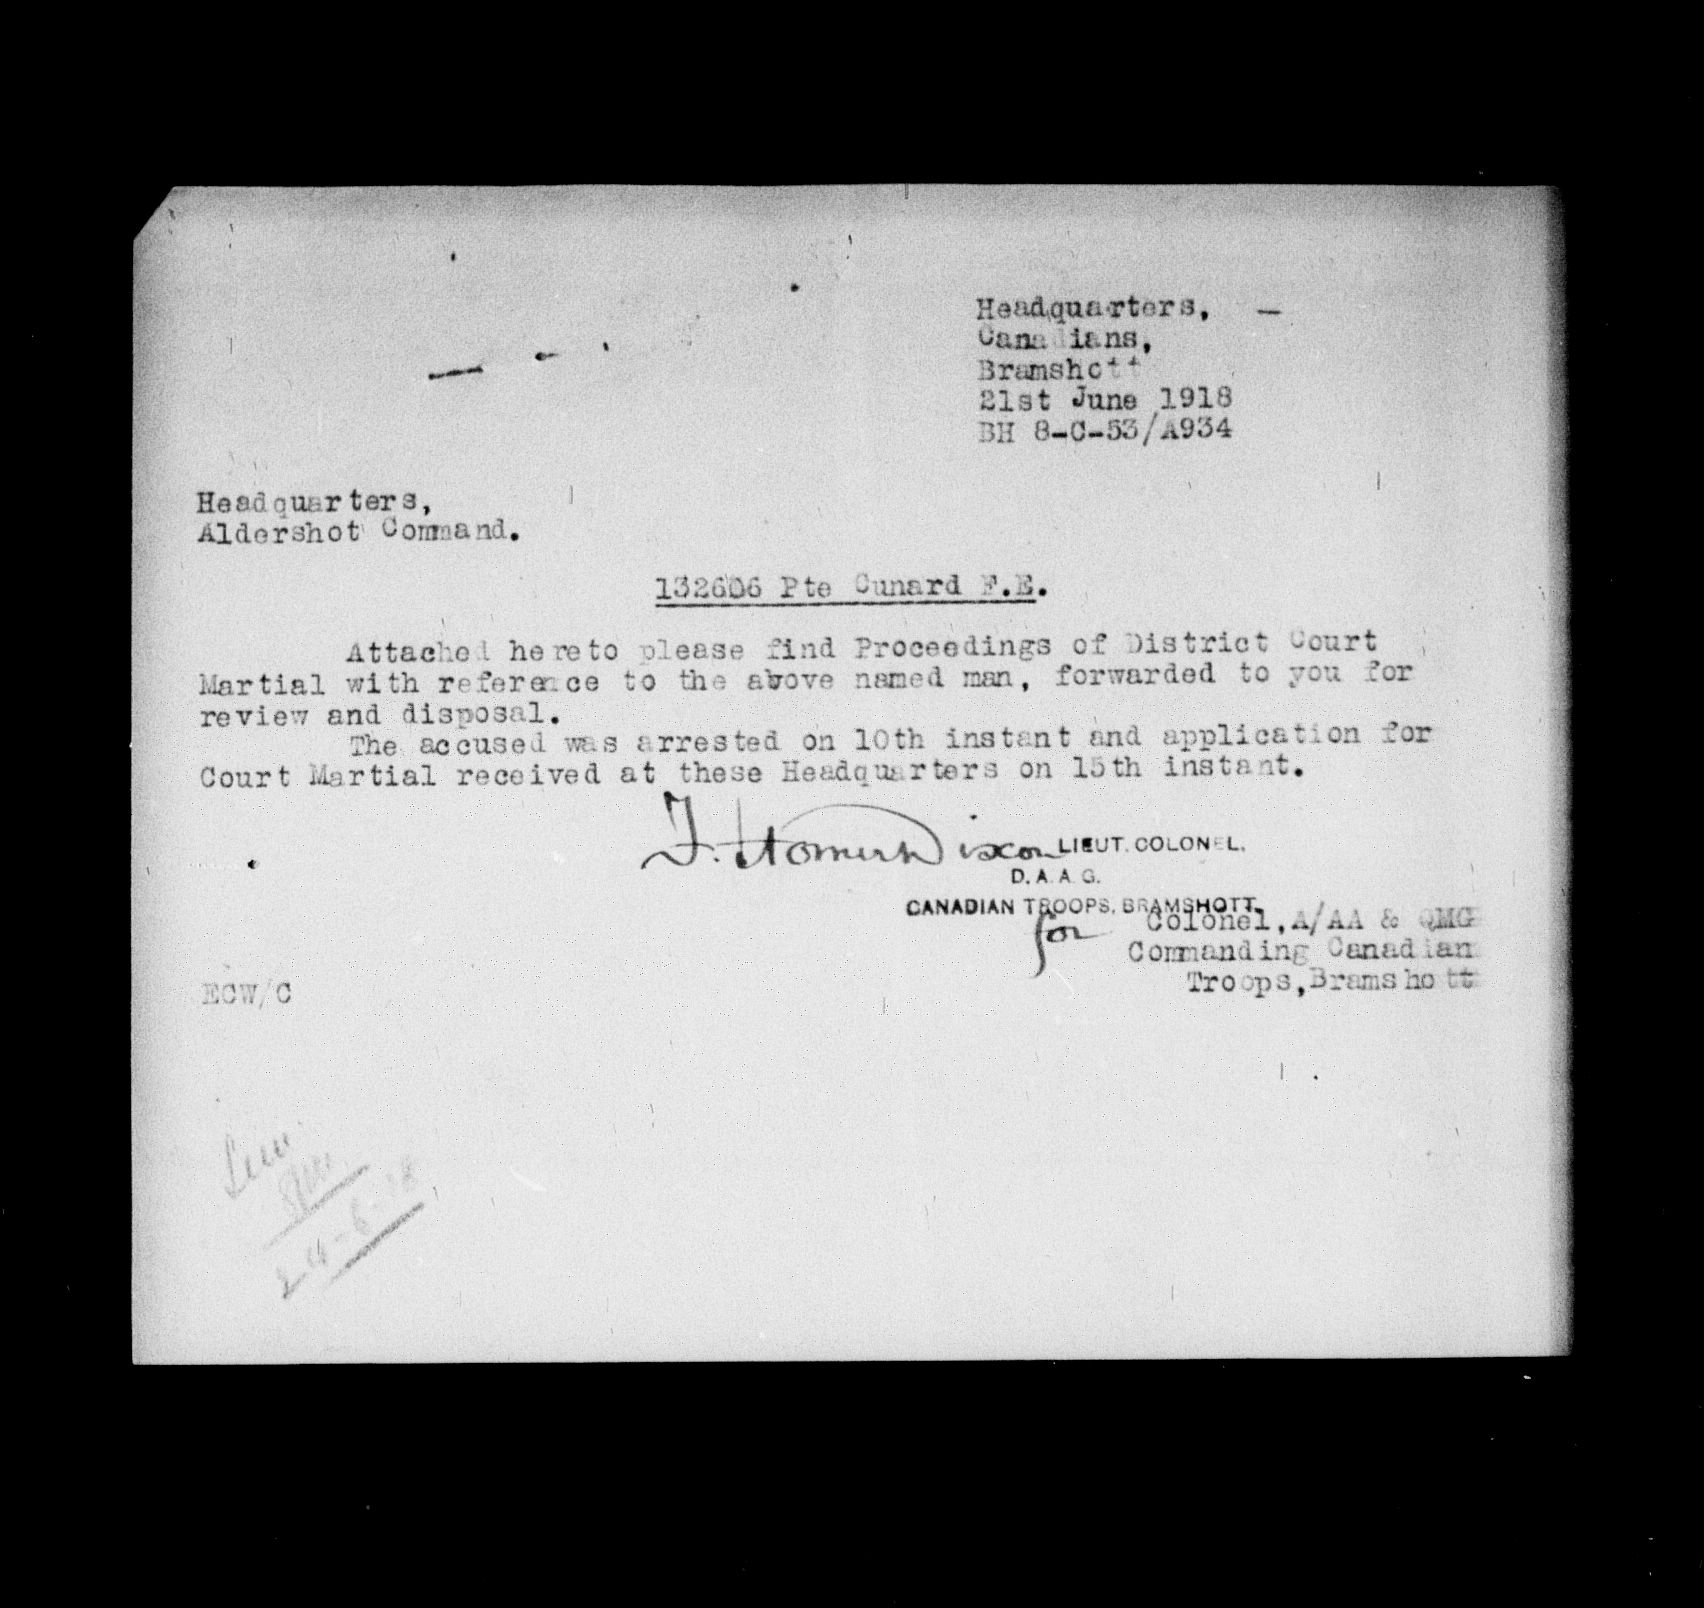 Headquarters, —
Canadians,
Bramshott
21st June 1918
BH 8-C-53/A934
Headquarters,
Aldershot Command.
132606 Pte Cunard F.E.
Attached hereto please find Proceedings of District Court
Martial with reference to the above named man, forwarded to you for
review and disposal.
The accused was arrested on 10th instant and application for
Court Martial received at these Headquarters on 15th instant.
F. Homer Dixon LIEUT. COLONEL.
D.A.A.G.
CANADIAN TROOPS, BRAMSHOTT.
for Colonel, A/AA & QMG
Commanding Canadian
Troops, Bramshott
ECW/C
24-6-18